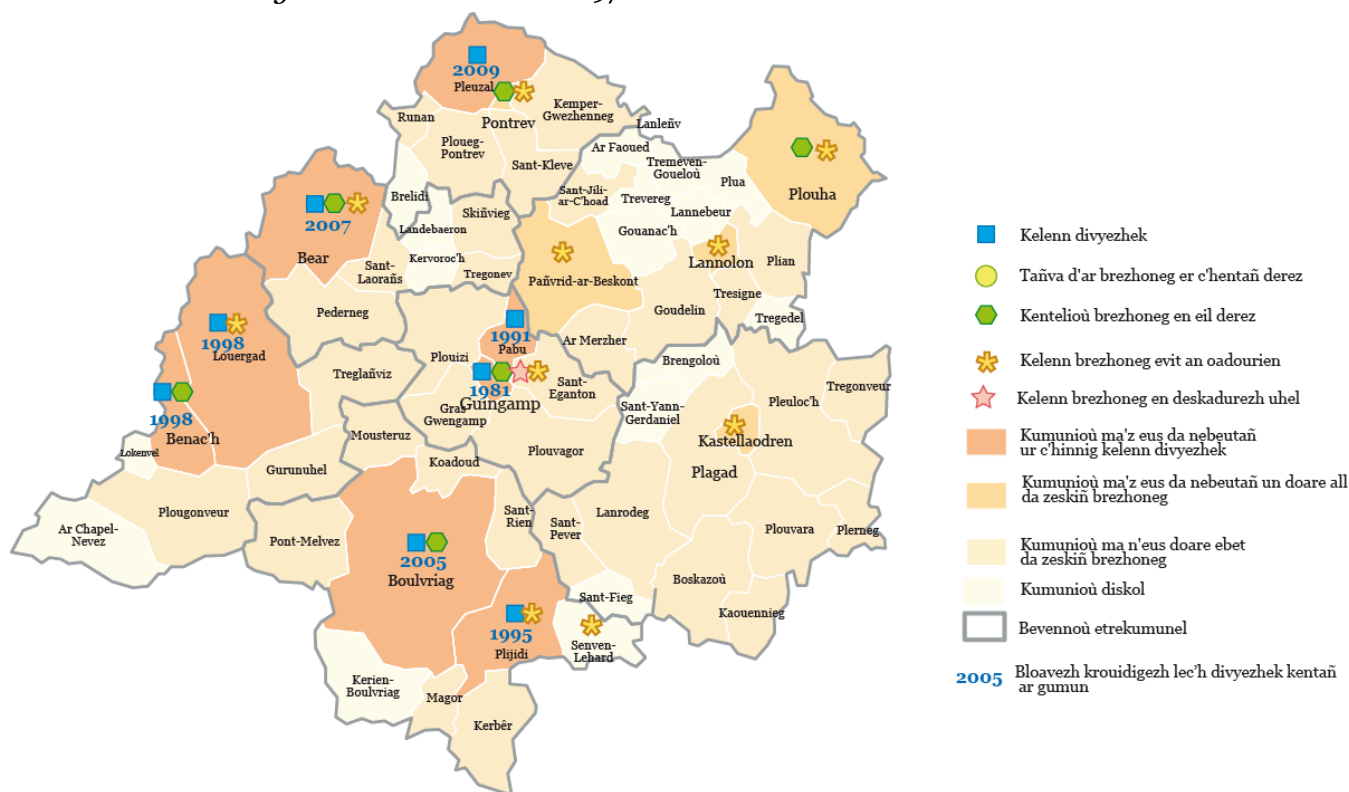 2009
Pleuzal
Runan
Pontrev
Kemper-
Gwezhenneg
Ploueg-
Pontrev
Sant-Kleve
Lanleñv
Ar Faoued
Tremeven-
Goueloù
Plua
Plouha
Brelidi
Landebaeron
Skiñvieg
Sant-Jili-
ar-C'hoad
Trevereg
Lannebeur
Gouanac'h
2007
Bear
Sant-
Laorañs
Kervoroc'h
Tregonev
Pañvrid-ar-Beskont
Lannolon
Plian
Goudelin
Tresigne
Tregedel
Pederneg
1998
Louergad
1991
Pabu
Plouizi
Ar Merzher
Brengoloù
Treglañviz
1981
Guingamp
Sant-
Eganton
Gras-
Gwengamp
1998
Benac'h
Lokenvel
Mousteruz
Koadoud
Plouvagor
Sant-Yann-
Gerdaniel
Kastellaodren
Plagad
Pleuloc'h
Tregonveur
Gurunuhel
Plougonveur
Ar Chapel-
Nevez
Pont-Melvez
2005
Boulvriag
Sant-
Rien
Sant-
Pever
Lanrodeg
Plouvara
Plerneg
Boskazoù
Kaouennieg
Sant-Fieg
1995
Plijidi
Senven-
Lehard
Kerien-
Boulvriag
Magor
Kerbêr
Kelenn divyezhek
Tañva d'ar brezhoneg er c'hentañ derez
Kentelioù brezhoneg en eil derez
Kelenn brezhoneg evit an oadourien
Kelenn brezhoneg en deskadurezh uhel
Kumunioù ma'z eus da nebeutañ
ur c'hinnig kelenn divyezhek
Kumunioù ma'z eus da nebeutañ un doare all
da zeskiñ brezhoneg
Kumunioù ma n'eus doare ebet
da zeskiñ brezhoneg
Kumunioù diskol
Bevennoù etrekumunel
2005 Bloavezh krouidigezh lec'h divyezhek kentañ
ar gumun